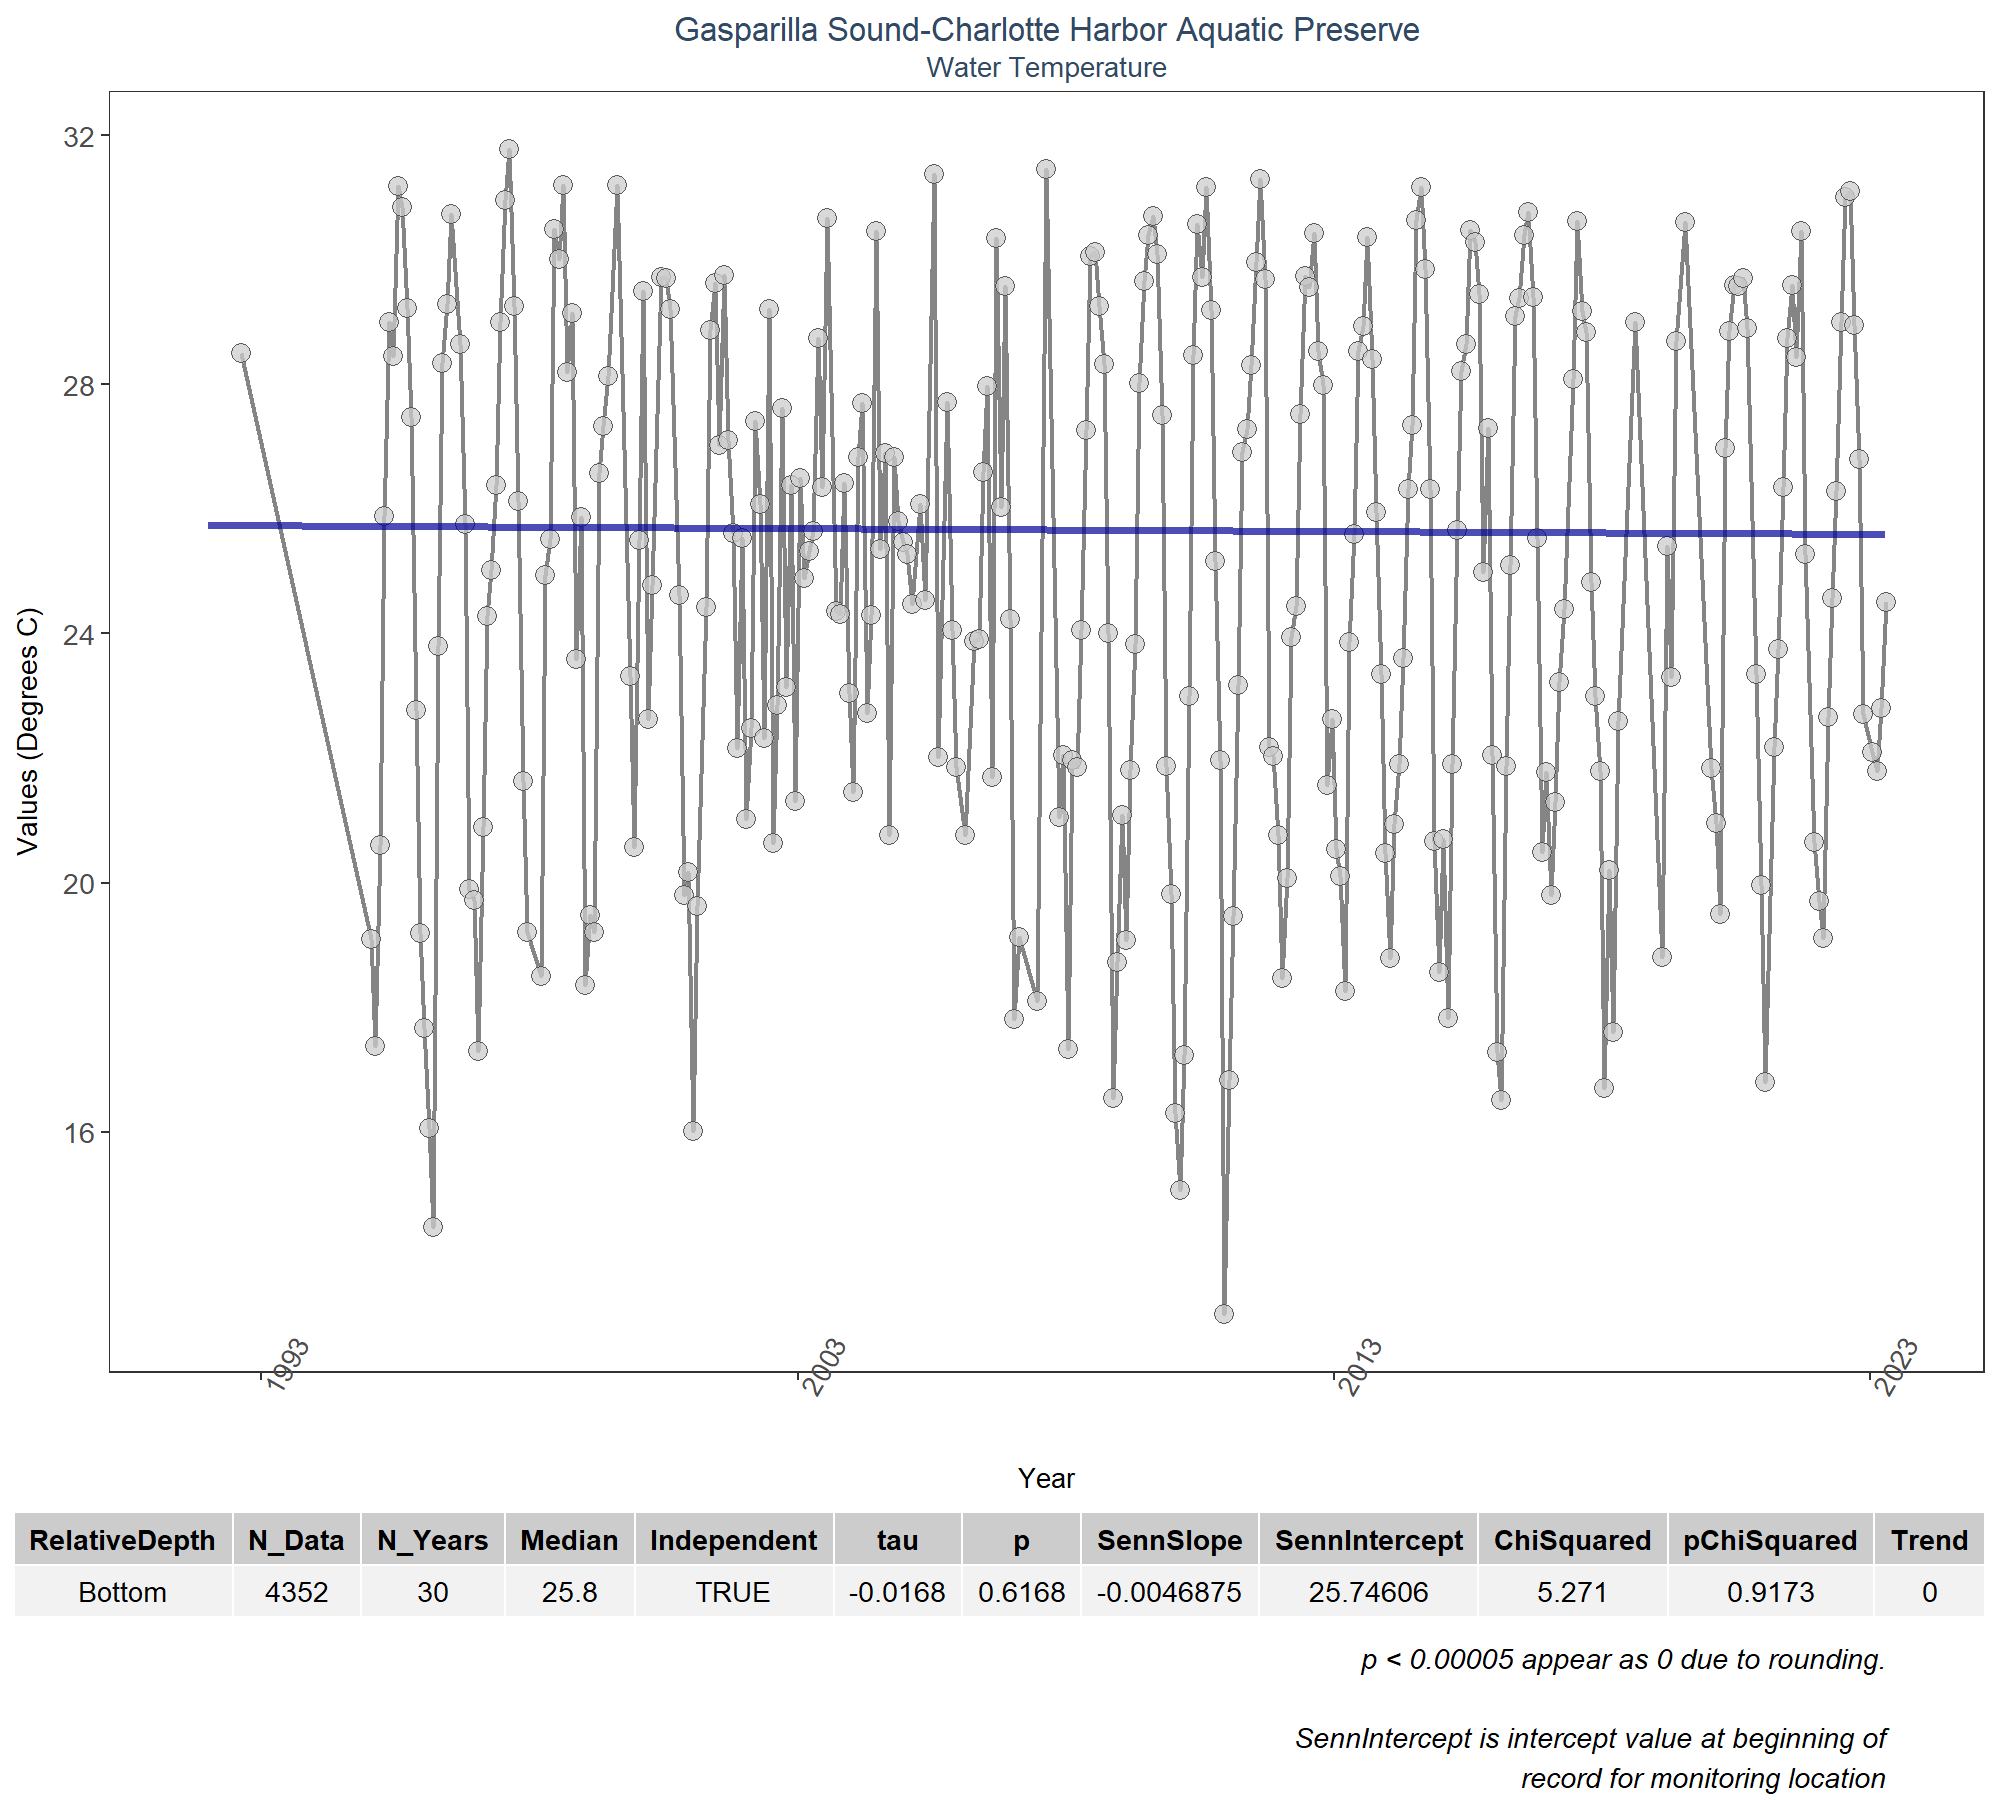 Gasparilla Sound-Charlotte Harbor Aquatic Preserve
Water Temperature
Values (Degrees C)
32
28
24
20
16
1993
2003
2013
2023
Year
RelativeDepth N_Data N_Years Median Independent tau p SennSlope SennIntercept ChiSquared pChiSquared Trend
Bottom 4352 30 25.8 TRUE -0.0168 0.6168 -0.0046875 25.74606 5.271 0.9173 0
p < 0.00005 appear as 0 due to rounding.
SennIntercept is intercept value at beginning of
record for monitoring location